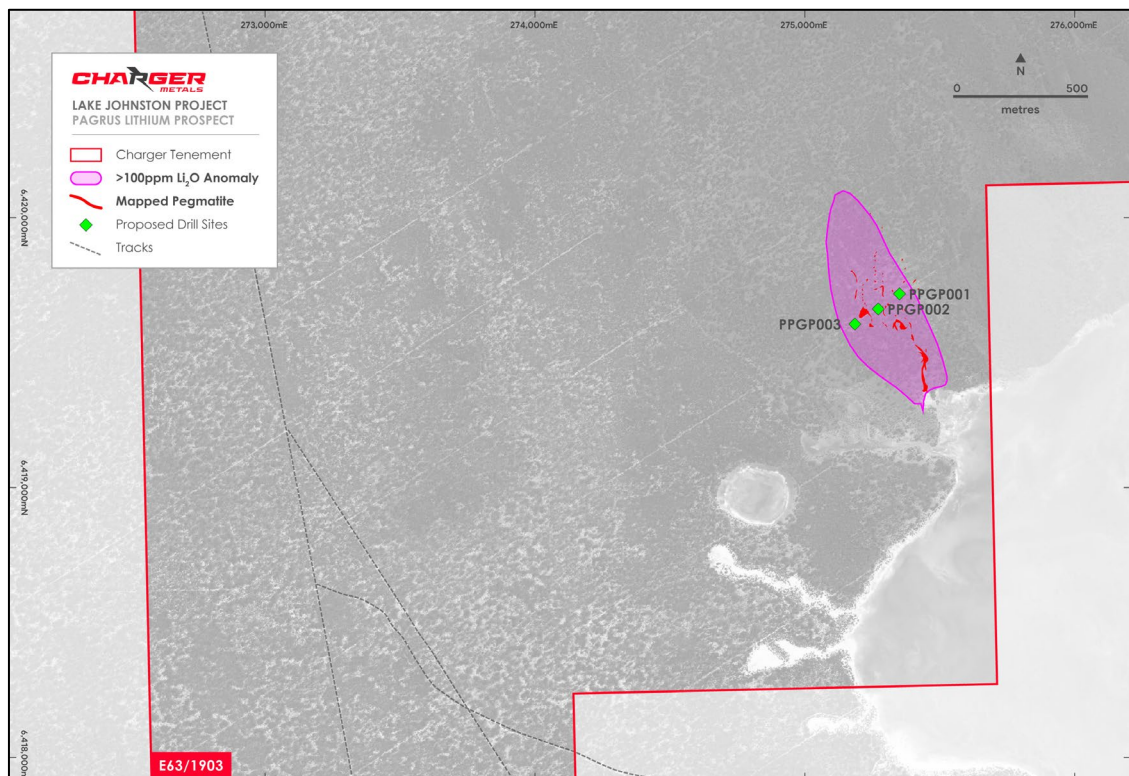 273,000mE
274,000mE
275,000mE
276,000mE
CHARGER
METALS
LAKE JOHNSTON PROJECT
PAGRUS LITHIUM PROSPECT
Charger Tenement
>100ppm Li₂O Anomaly
Mapped Pegmatite
Proposed Drill Sites
Tracks
N
0 500
metres
6,420,000mN
PPGP001
PPGP002
PPGP003
6,419,000mN
6,418,000mN
E63/1903